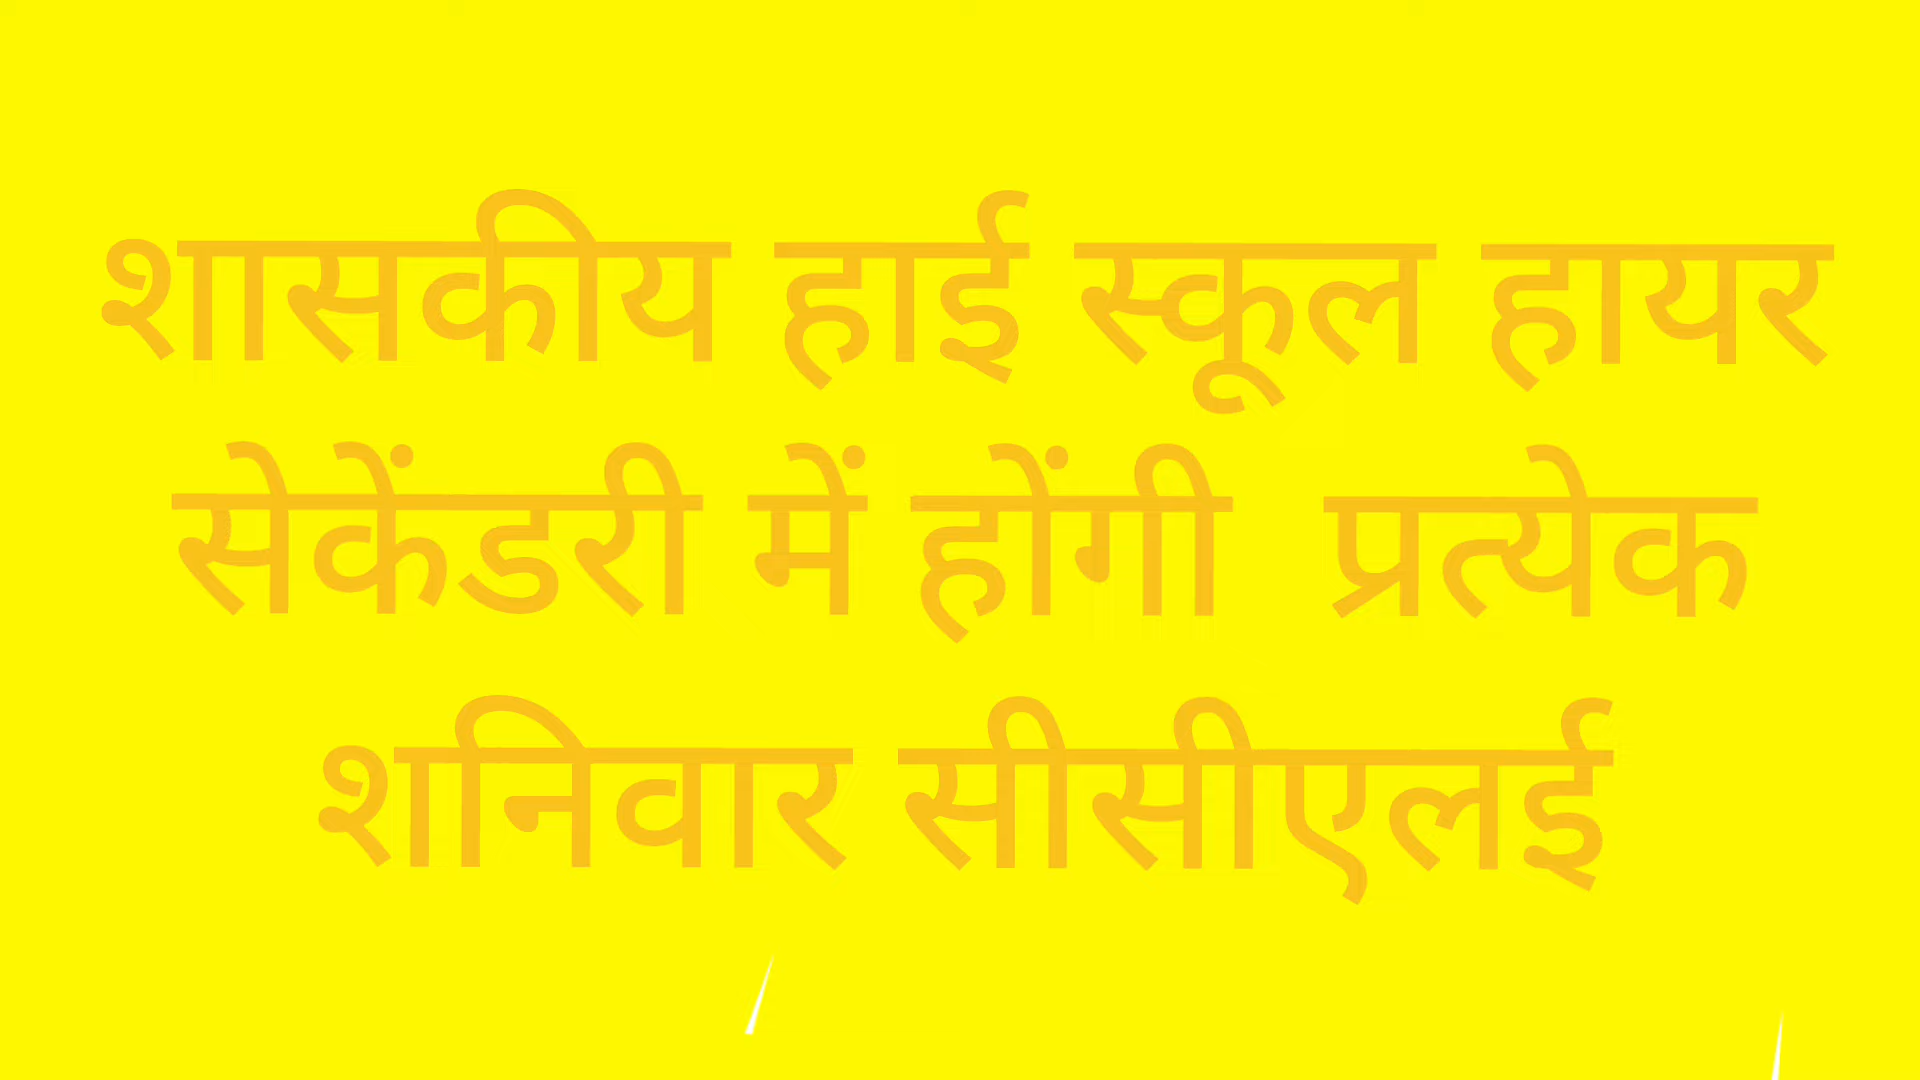 शासकीय हाई स्कूल हायर
सेकेंडरी में होंगी प्रत्येक
शनिवार सीसीएलई